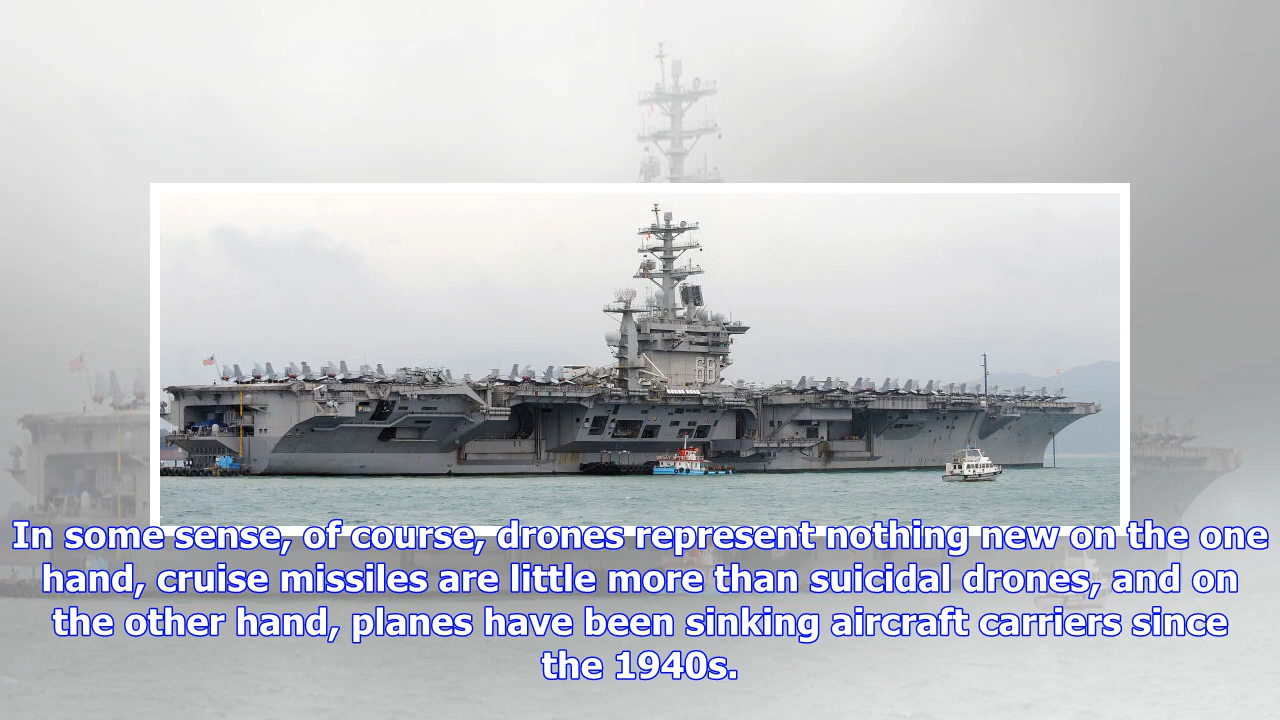 68
In some sense, of course, drones represent nothing new on the one
hand, cruise missiles are little more than suicidal drones, and on
the other hand, planes have been sinking aircraft carriers since
the 1940s.